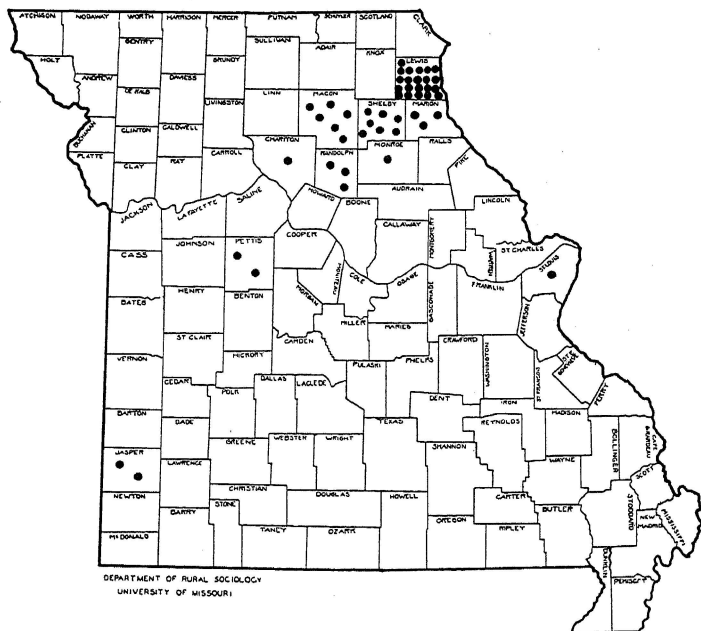 ATCHISON NODAWAY WORTH HARRISON MERCER PUTNAM SCHUYLER SCOTLAND CLARK
GENTRY SULLIVAN ADAIR KNOX LEWIS
HOLT ANDREW DE KALB DAVIESS GRUNDY LINN MACON SHELBY MARION
LIVINGSTON
BUCHANAN CLINTON CALDWELL CHARITON RANDOLPH MONROE RALLS
PLATTE CLAY RAY CARROLL PIKE
AUDRAIN
JACKSON LAFAYETTE SALINE HOWARD BOONE LINCOLN
CASS JOHNSON PETTIS COOPER CALLAWAY MONTGOMERY WARREN ST CHARLES
MONITEAU COLE OSAGE GASCONADE FRANKLIN ST LOUIS
BATES HENRY BENTON MORGAN MILLER MARIES JEFFERSON
ST CLAIR CAMDEN CRAWFORD WASHINGTON
VERNON HICKORY PULASKI PHELPS ST FRANCOIS STE GENEVIEVE
CEDAR POLK DALLAS LACLEDE DENT IRON PERRY
BARTON DADE TEXAS REYNOLDS MADISON
GREENE WEBSTER WRIGHT SHANNON BOLLINGER CAPE GIRARDEAU
JASPER LAWRENCE WAYNE SCOTT
NEWTON CHRISTIAN DOUGLAS HOWELL CARTER BUTLER STODDARD MISSISSIPPI
BARRY STONE OREGON NEW MADRID
MCDONALD TANEY OZARK RIPLEY DUNKLIN
PEMISCOT
DEPARTMENT OF RURAL SOCIOLOGY
UNIVERSITY OF MISSOURI